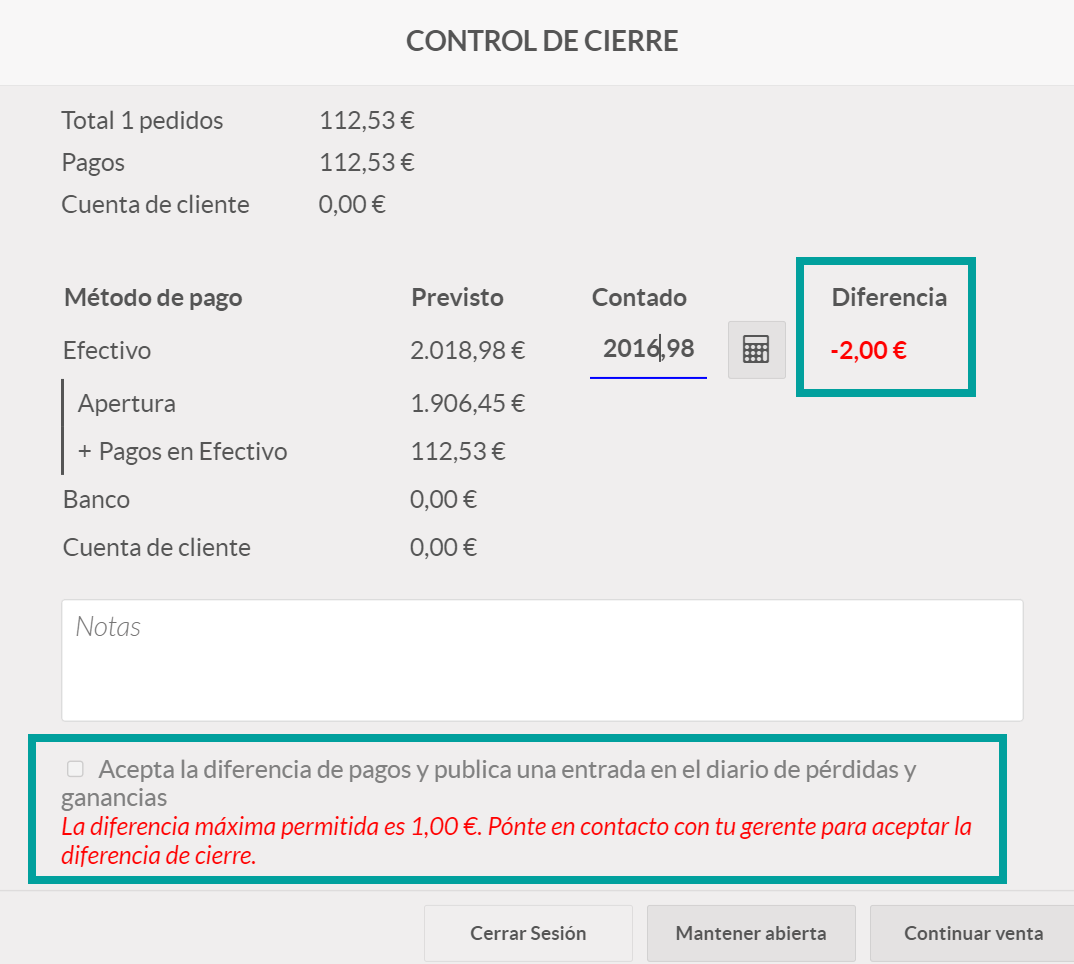 CONTROL DE CIERRE
Total 1 pedidos 112,53 €
Pagos 112,53 €
Cuenta de cliente 0,00 €
Método de pago Previsto Contado Diferencia
Efectivo 2.018,98 € 2016,98 -2,00 €
Apertura 1.906,45 €
+ Pagos en Efectivo 112,53 €
Banco 0,00 €
Cuenta de cliente 0,00 €
Notas
Acepta la diferencia de pagos y publica una entrada en el diario de pérdidas y
ganancias
La diferencia máxima permitida es 1,00 €. Pónte en contacto con tu gerente para aceptar la
diferencia de cierre.
Cerrar Sesión Mantener abierta Continuar venta